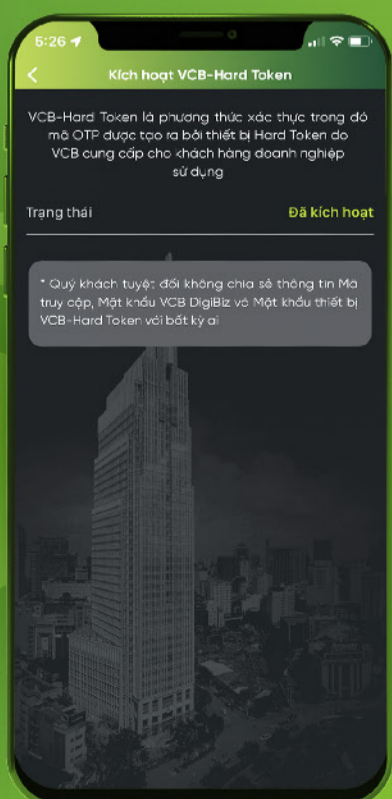 5:26
Kích hoạt VCB-Hard Token
VCB-Hard Token là phương thức xác thực trong đó
mã OTP được tạo ra bởi thiết bị Hard Token do
VCB cung cấp cho khách hàng doanh nghiệp
sử dụng
Trạng thái Đã kích hoạt
* Quý khách tuyệt đối không chia sẻ thông tin Mã
truy cập, Mật khẩu VCB DigiBiz và Mật khẩu thiết bị
VCB-Hard Token với bất kỳ ai